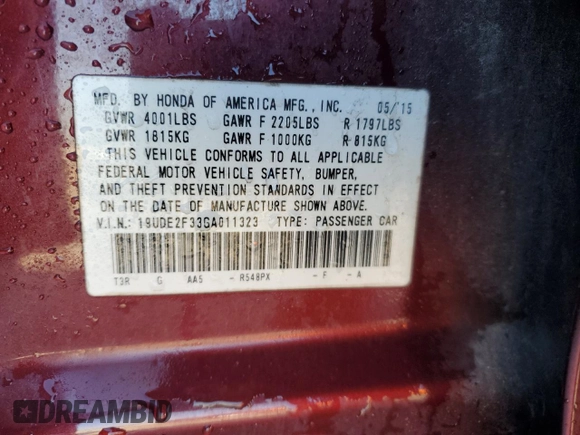 MFD. BY HONDA OF AMERICA MFG., INC. 05/15
GVWR 4001LBS GAWR F 2205LBS R 1797LBS
GVWR 1815KG GAWR F 1000KG R 815KG
THIS VEHICLE CONFORMS TO ALL APPLICABLE
FEDERAL MOTOR VEHICLE SAFETY, BUMPER,
AND THEFT PREVENTION STANDARDS IN EFFECT
ON THE DATE OF MANUFACTURE SHOWN ABOVE.
V.I.N.: 19UDE2F33GA011323 TYPE: PASSENGER CAR
T3R G AA5 - R548PX - F - A
DREAMBID